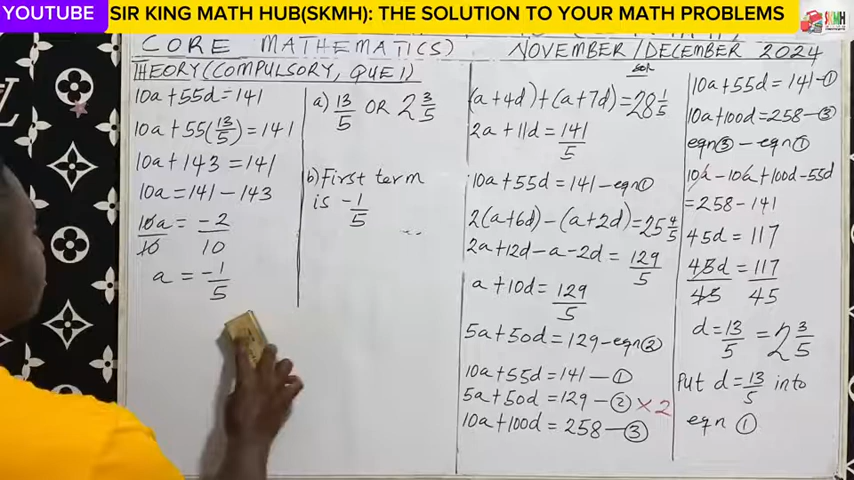 YOUTUBE
SIR KING MATH HUB(SKMH): THE SOLUTION TO YOUR MATH PROBLEMS
CORE MATHEMATICS) NOVEMBER/DECEMBER 2024
THEORY(COMPULSORY, QUE 1)
10a+55d=141
10a+55(13/5)=141
10a+143=141
10a=141-143
10a/10 = -2/10
a = -1/5
a) 13/5 OR 2 3/5
b) First term
is -1/5
soln
(a+4d)+(a+7d)=28 1/5
2a+11d=141/5
10a+55d=141-eqn①
2(a+6d)-(a+2d)=25 4/5
2a+12d-a-2d=129/5
a+10d=129/5
5a+50d=129-eqn②
10a+55d=141-①
5a+50d=129-②×2
10a+100d=258-③
10a+55d=141-①
10a+100d=258-③
eqn③-eqn①
10a-10a+100d-55d
=258-141
45d=117
45d/45=117/45
d=13/5=2 3/5
Put d=13/5 into
eqn ①